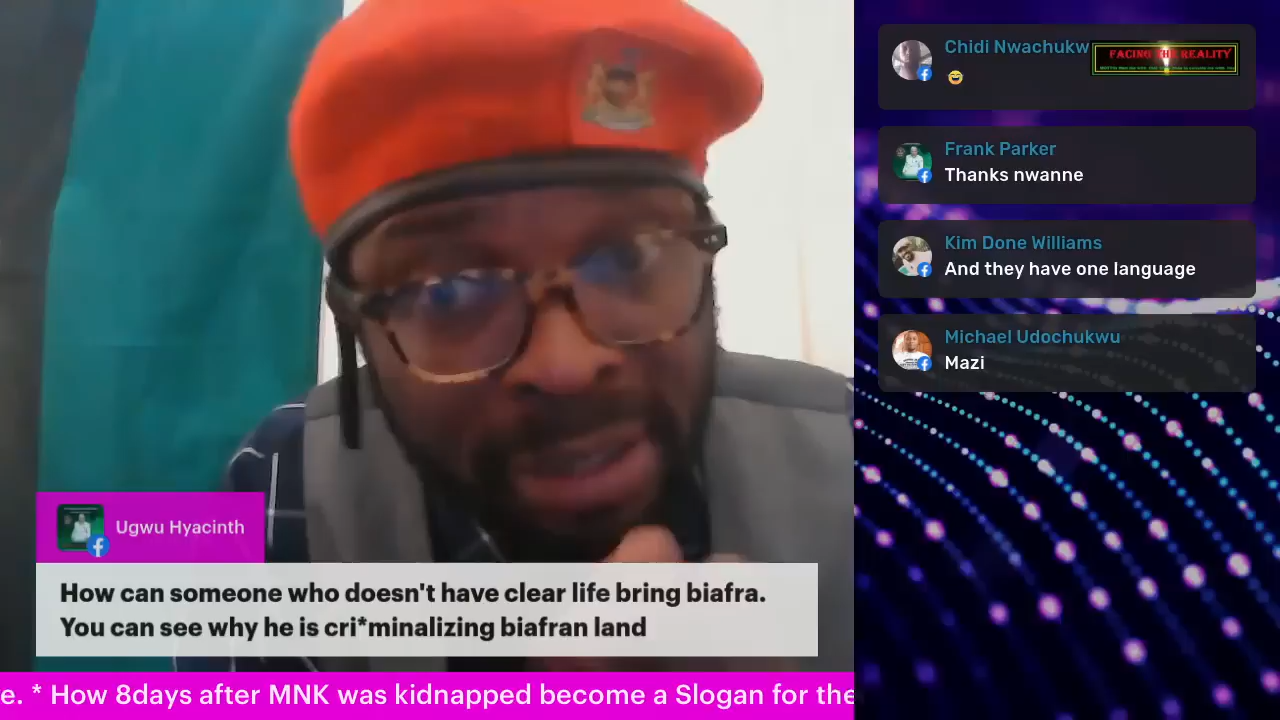 Chidi Nwachukw
FACING THE REALITY
Frank Parker
Thanks nwanne
Kim Done Williams
And they have one language
Michael Udochukwu
Mazi
Ugwu Hyacinth
How can someone who doesn't have clear life bring biafra.
You can see why he is cri*minalizing biafran land
e. * How 8days after MNK was kidnapped become a Slogan for the